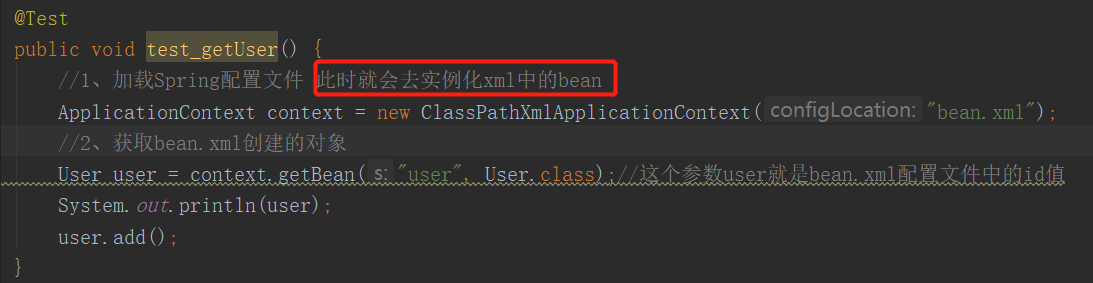 @Test
public void test_getUser() {
//1、加载Spring配置文件 此时就会去实例化xml中的bean
ApplicationContext context = new ClassPathXmlApplicationContext( configLocation: "bean.xml");
//2、获取bean.xml创建的对象
User user = context.getBean( s: "user", User.class);//这个参数user就是bean.xml配置文件中的id值
System.out.println(user);
user.add();
}